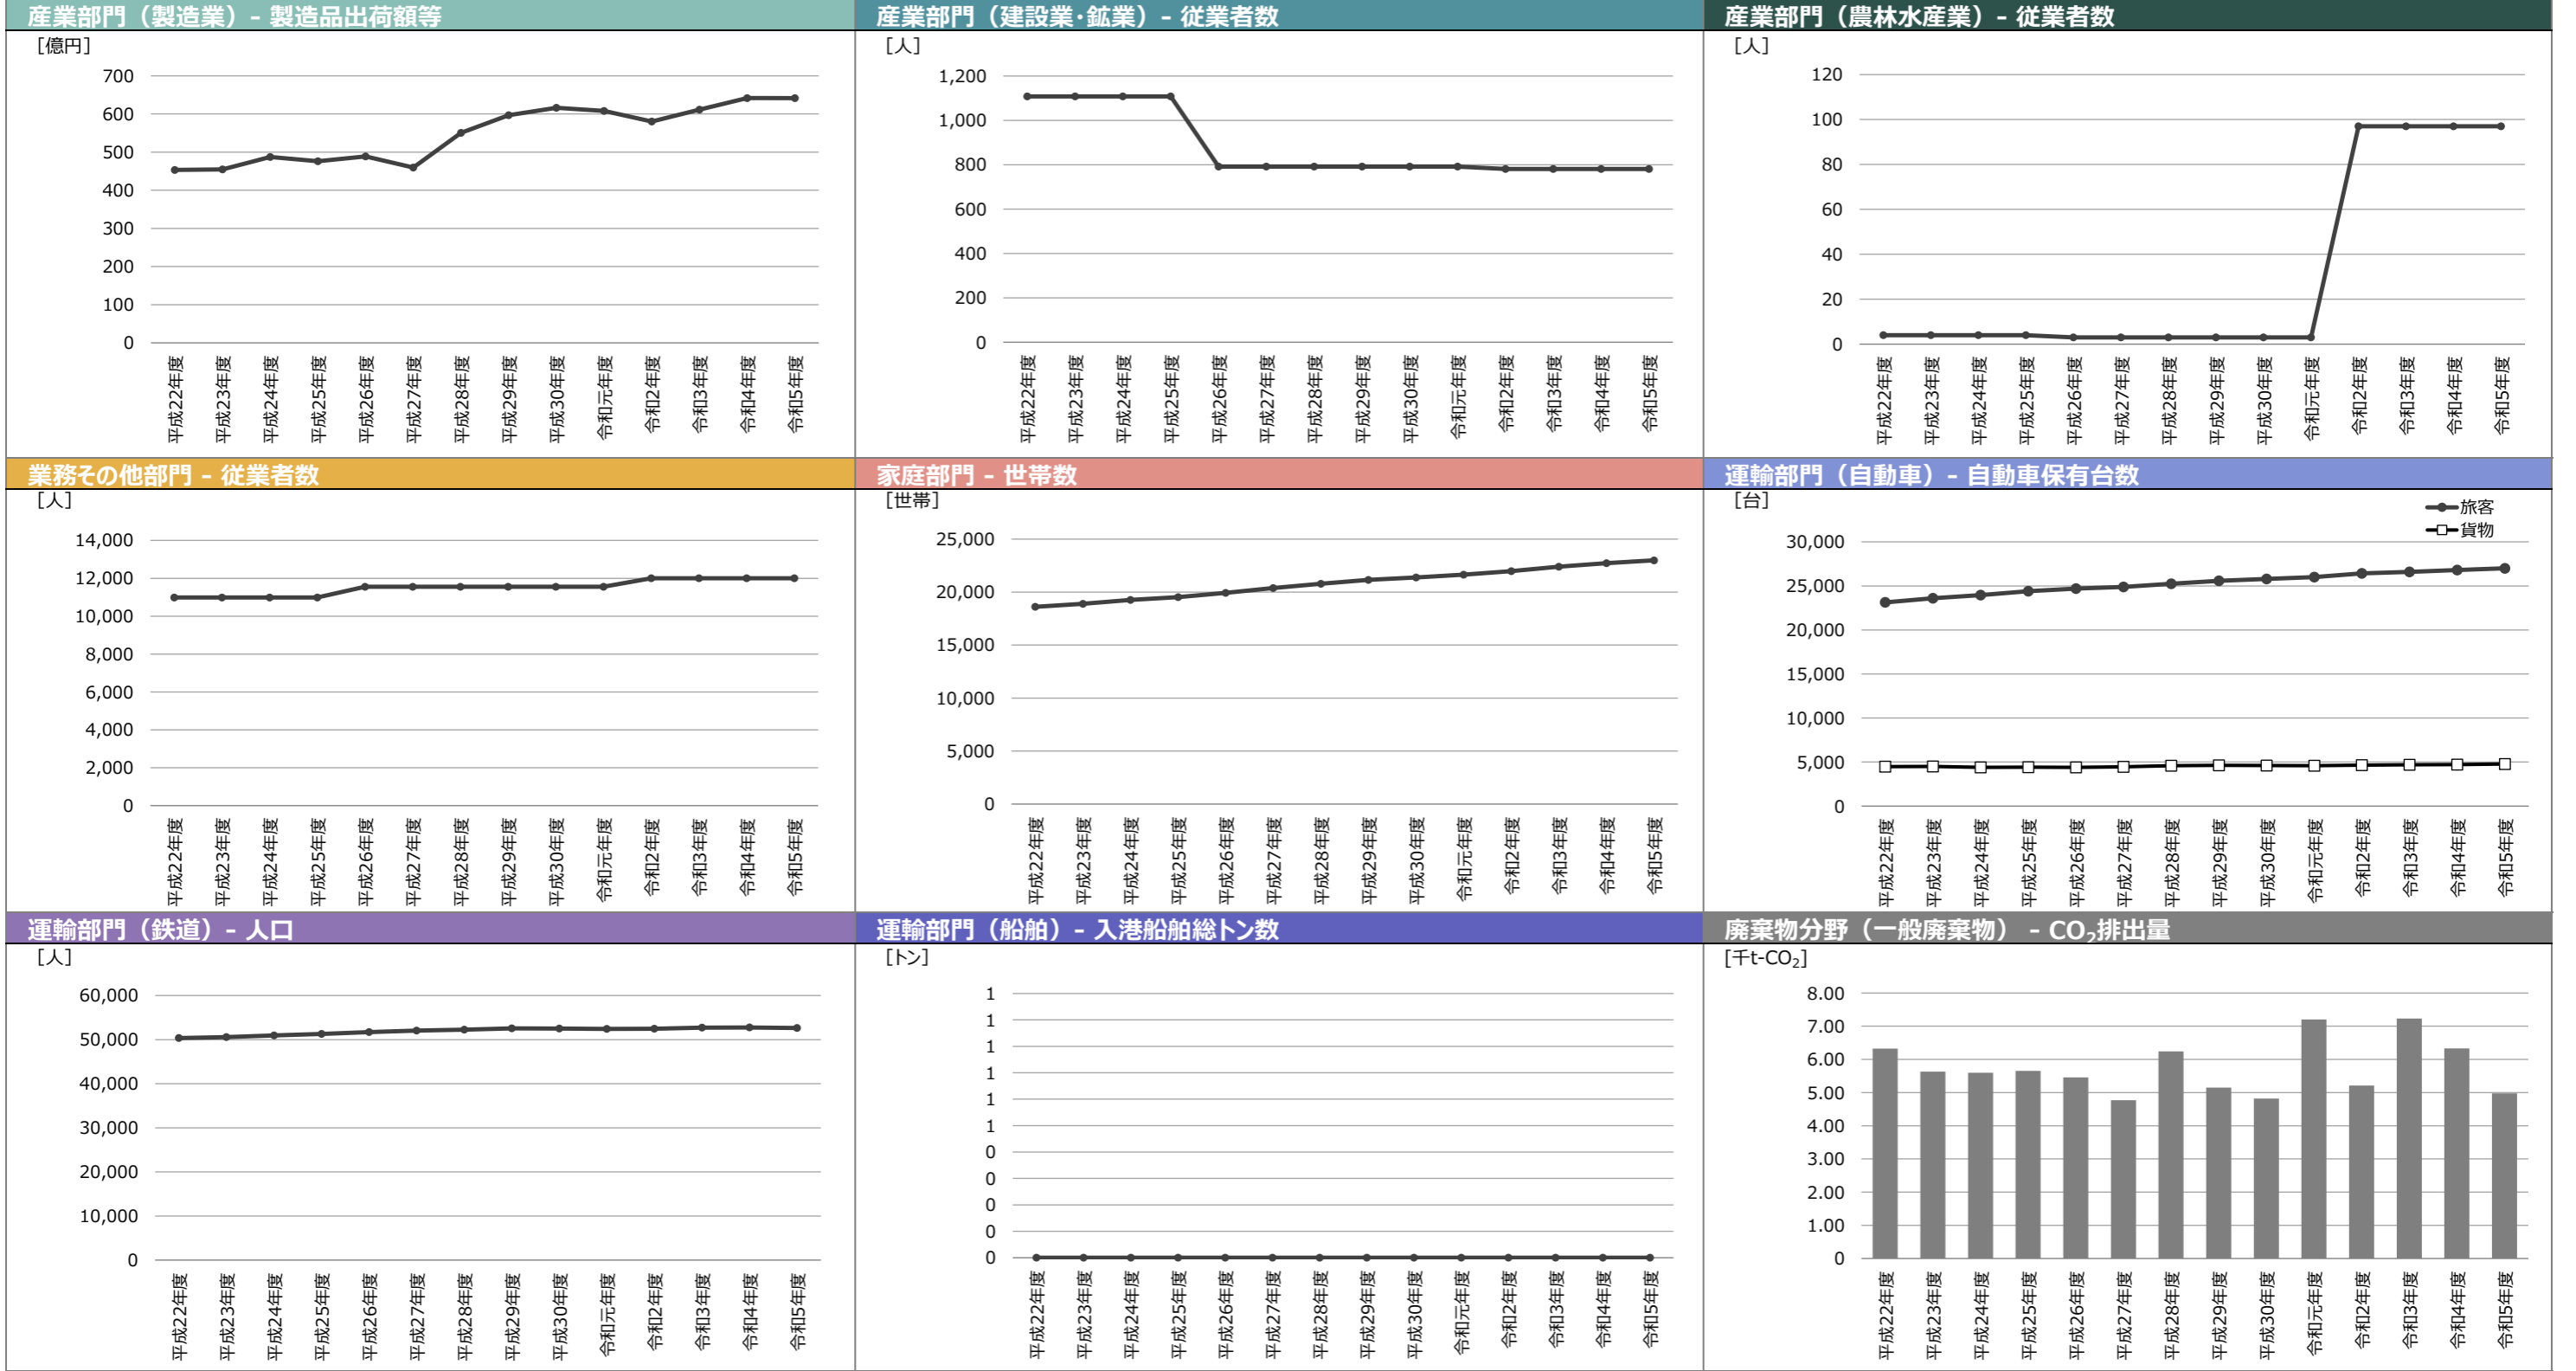 産業部門（製造業）- 製造品出荷額等
[億円]
700
600
500
400
300
200
100
0
平成22年度
平成23年度
平成24年度
平成25年度
平成26年度
平成27年度
平成28年度
平成29年度
平成30年度
令和元年度
令和2年度
令和3年度
令和4年度
令和5年度
産業部門（建設業・鉱業）- 従業者数
[人]
1,200
1,000
800
600
400
200
0
平成22年度
平成23年度
平成24年度
平成25年度
平成26年度
平成27年度
平成28年度
平成29年度
平成30年度
令和元年度
令和2年度
令和3年度
令和4年度
令和5年度
産業部門（農林水産業）- 従業者数
[人]
120
100
80
60
40
20
0
平成22年度
平成23年度
平成24年度
平成25年度
平成26年度
平成27年度
平成28年度
平成29年度
平成30年度
令和元年度
令和2年度
令和3年度
令和4年度
令和5年度
業務その他部門 - 従業者数
[人]
14,000
12,000
10,000
8,000
6,000
4,000
2,000
0
平成22年度
平成23年度
平成24年度
平成25年度
平成26年度
平成27年度
平成28年度
平成29年度
平成30年度
令和元年度
令和2年度
令和3年度
令和4年度
令和5年度
家庭部門 - 世帯数
[世帯]
25,000
20,000
15,000
10,000
5,000
0
平成22年度
平成23年度
平成24年度
平成25年度
平成26年度
平成27年度
平成28年度
平成29年度
平成30年度
令和元年度
令和2年度
令和3年度
令和4年度
令和5年度
運輸部門（自動車）- 自動車保有台数
[台]
旅客
貨物
30,000
25,000
20,000
15,000
10,000
5,000
0
平成22年度
平成23年度
平成24年度
平成25年度
平成26年度
平成27年度
平成28年度
平成29年度
平成30年度
令和元年度
令和2年度
令和3年度
令和4年度
令和5年度
運輸部門（鉄道）- 人口
[人]
60,000
50,000
40,000
30,000
20,000
10,000
0
平成22年度
平成23年度
平成24年度
平成25年度
平成26年度
平成27年度
平成28年度
平成29年度
平成30年度
令和元年度
令和2年度
令和3年度
令和4年度
令和5年度
運輸部門（船舶）- 入港船舶総トン数
[トン]
1
1
1
1
1
1
0
0
0
0
0
平成22年度
平成23年度
平成24年度
平成25年度
平成26年度
平成27年度
平成28年度
平成29年度
平成30年度
令和元年度
令和2年度
令和3年度
令和4年度
令和5年度
廃棄物分野（一般廃棄物） - CO₂排出量
[千t-CO₂]
8.00
7.00
6.00
5.00
4.00
3.00
2.00
1.00
0
平成22年度
平成23年度
平成24年度
平成25年度
平成26年度
平成27年度
平成28年度
平成29年度
平成30年度
令和元年度
令和2年度
令和3年度
令和4年度
令和5年度